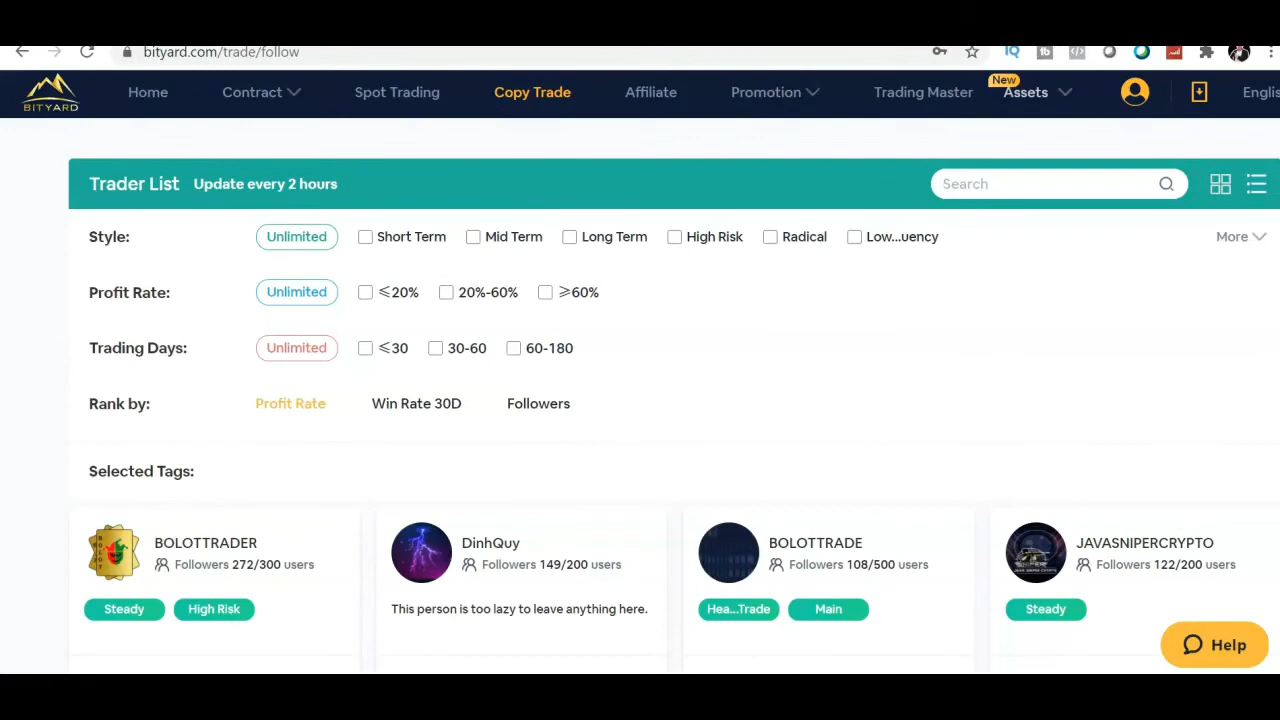 bityard.com/trade/follow
BITYARD
Home
Contract
Spot Trading
Copy Trade
Affiliate
Promotion
Trading Master
New
Assets
Englis
Trader List
Update every 2 hours
Search
Style:
Unlimited
Short Term
Mid Term
Long Term
High Risk
Radical
Low...uency
More
Profit Rate:
Unlimited
≤20%
20%-60%
≥60%
Trading Days:
Unlimited
≤30
30-60
60-180
Rank by:
Profit Rate
Win Rate 30D
Followers
Selected Tags:
BOLOTTRADER
Followers 272/300 users
Steady
High Risk
DinhQuy
Followers 149/200 users
This person is too lazy to leave anything here.
BOLOTTRADE
Followers 108/500 users
Hea...Trade
Main
JAVASNIPERCRYPTO
Followers 122/200 users
Steady
Help